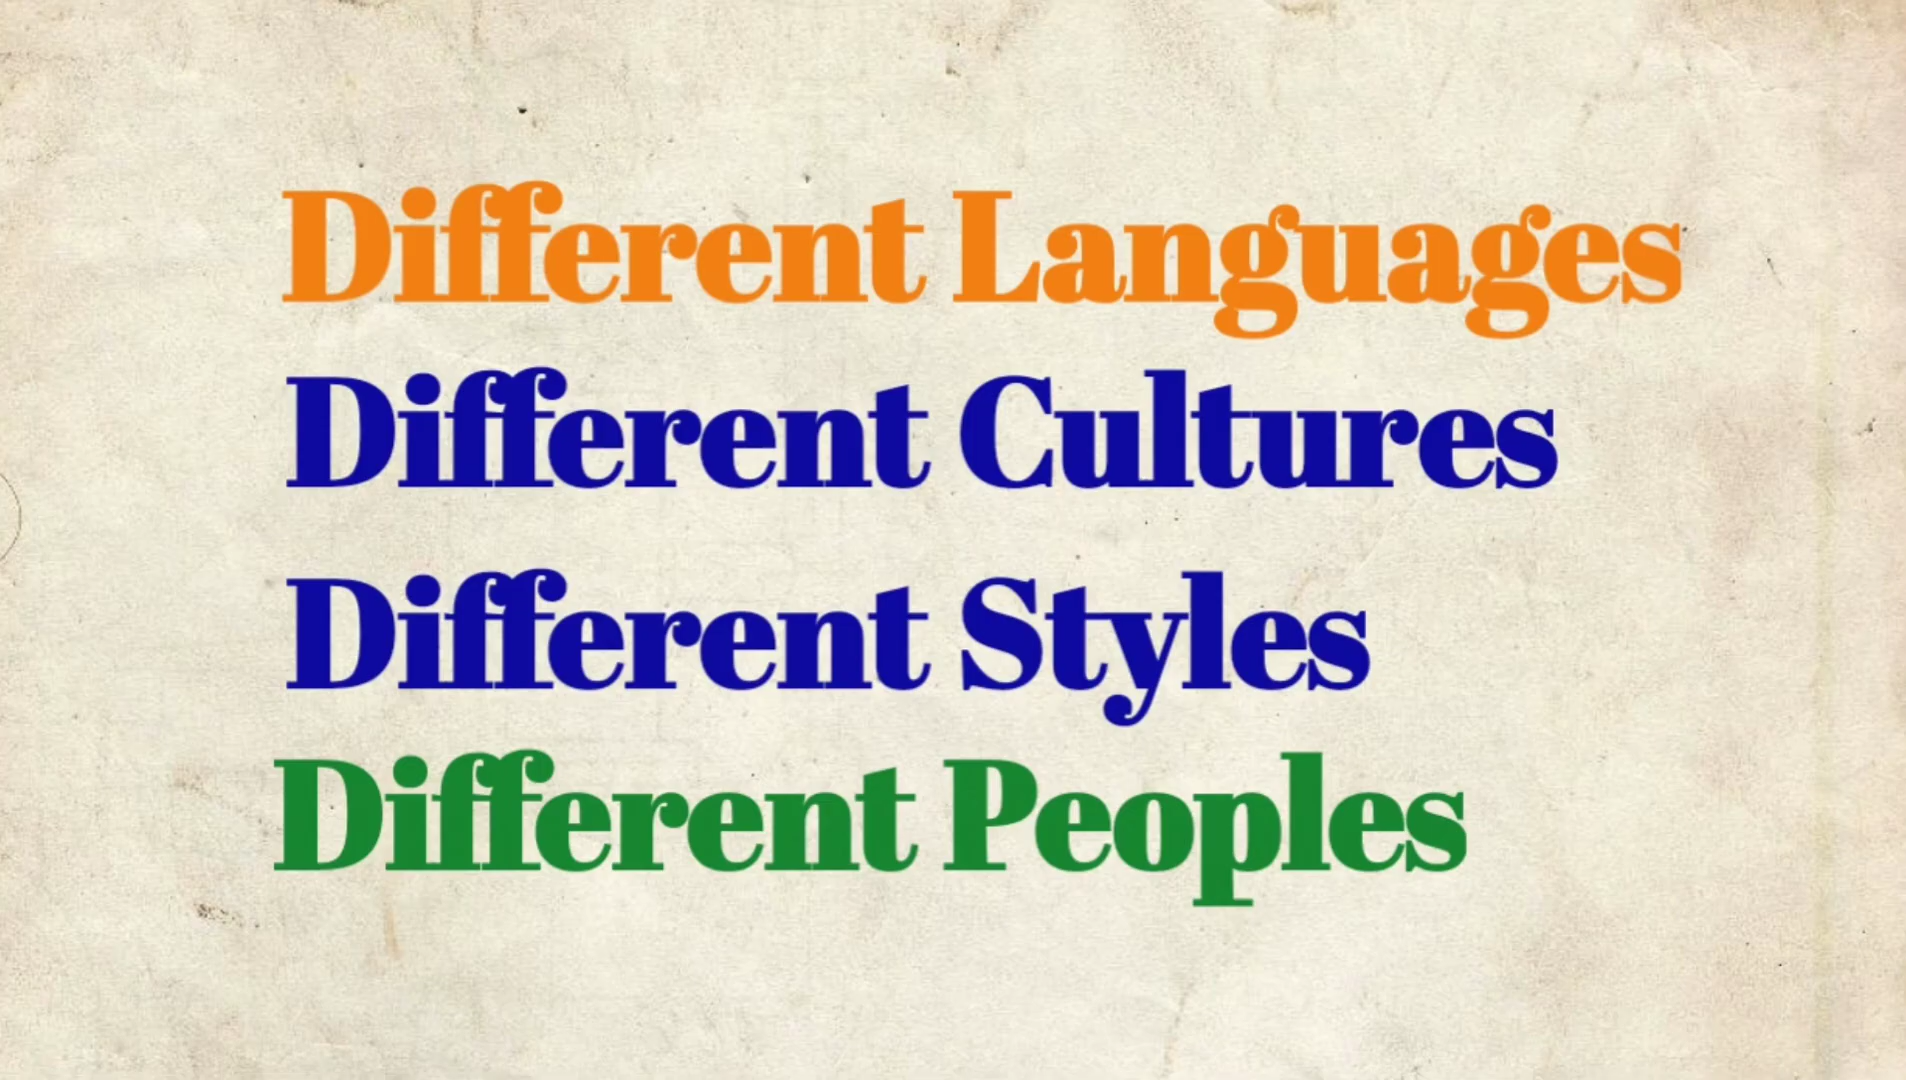 Different Languages
Different Cultures
Different Styles
Different Peoples